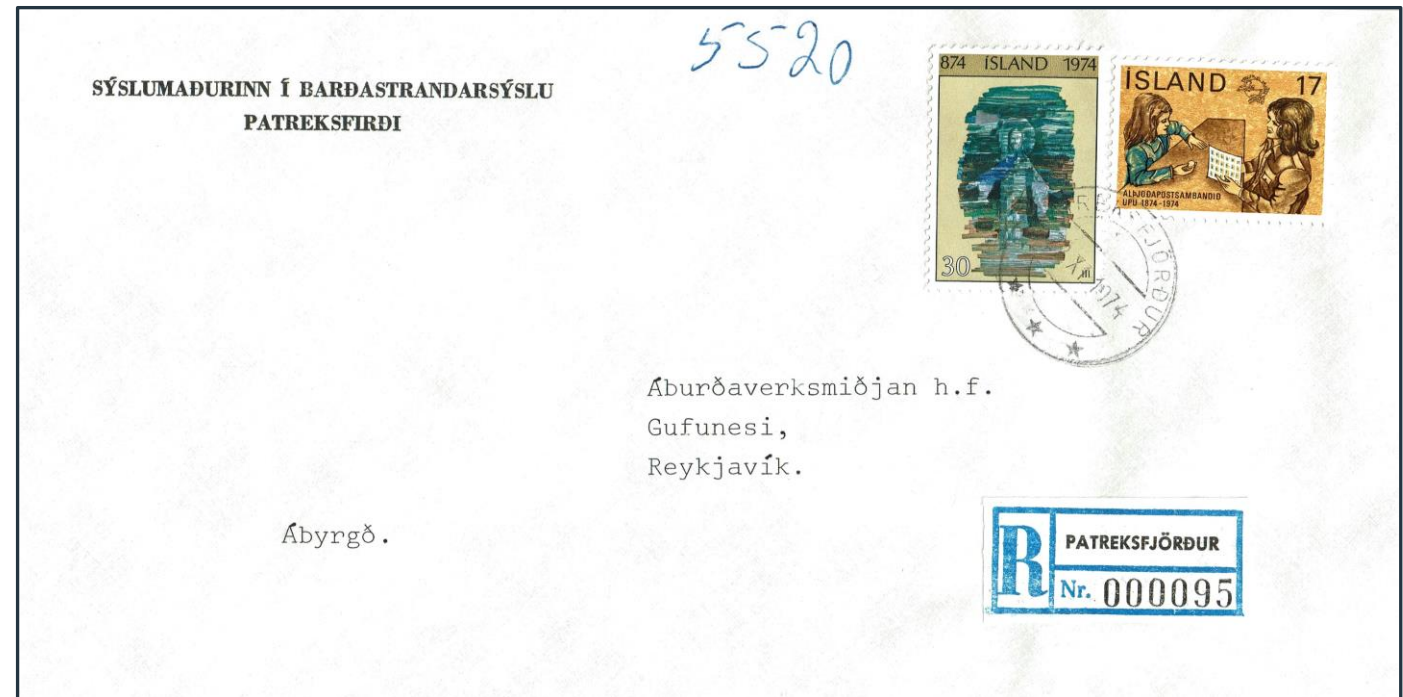 5520
SÝSLUMAÐURINN Í BARÐASTRANDARSÝSLU
PATREKSFIRÐI
874 ÍSLAND 1974
30
ÍSLAND 17
ALÞJÓÐAPÓSTSAMBANDIÐ
UPU 1874-1974
1974
Áburðaverksmiðjan h.f.
Gufunesi,
Reykjavík.
Ábyrgð.
R PATREKSFJÖRÐUR
Nr. 000095